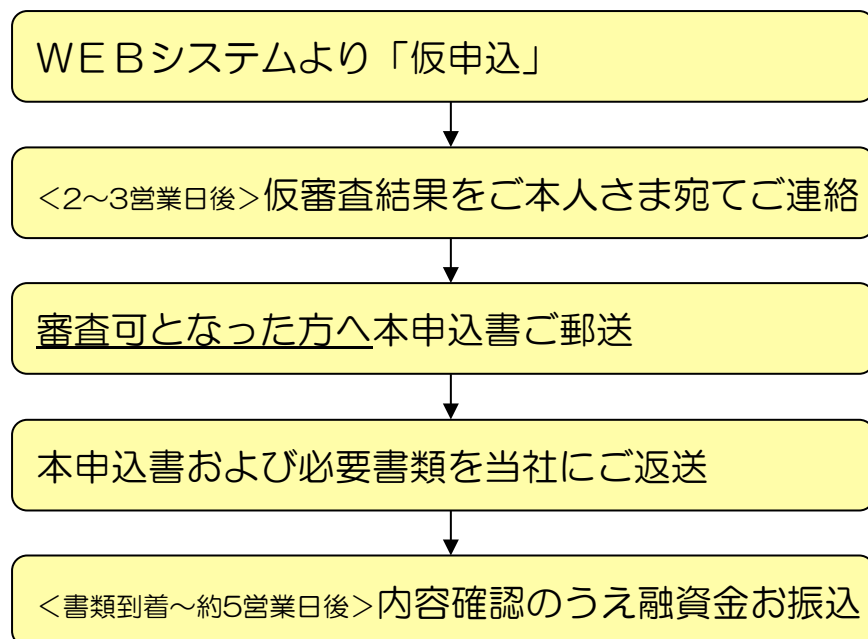 ＷＥＢシステムより「仮申込」
＜2～3営業日後＞仮審査結果をご本人さま宛てご連絡
審査可となった方へ本申込書ご郵送
本申込書および必要書類を当社にご返送
＜書類到着～約5営業日後＞内容確認のうえ融資金お振込